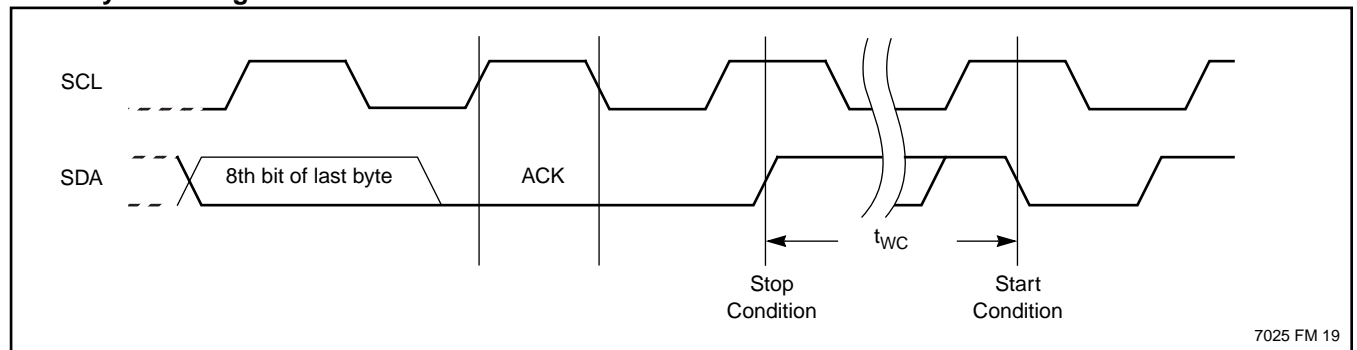 SCL
SDA
8th bit of last byte
ACK
tWC
Stop
Condition
Start
Condition
7025 FM 19